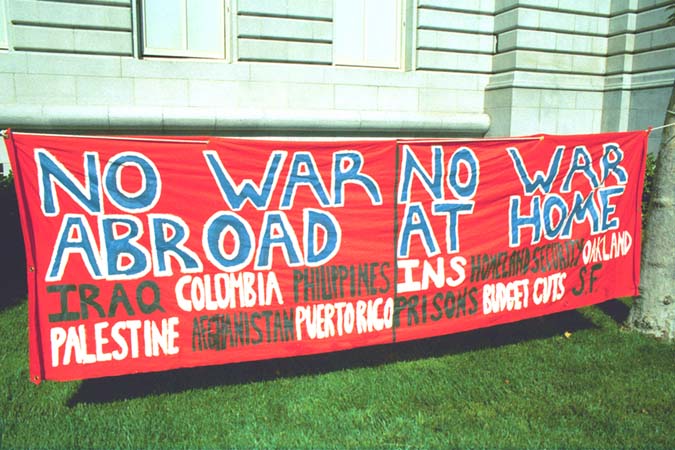 NO WAR
ABROAD
IRAQ COLOMBIA PHILIPPINES
PALESTINE AFGHANISTAN PUERTO RICO
NO WAR
AT HOME
INS HOMELAND SECURITY OAKLAND
PRISONS BUDGET CUTS SF